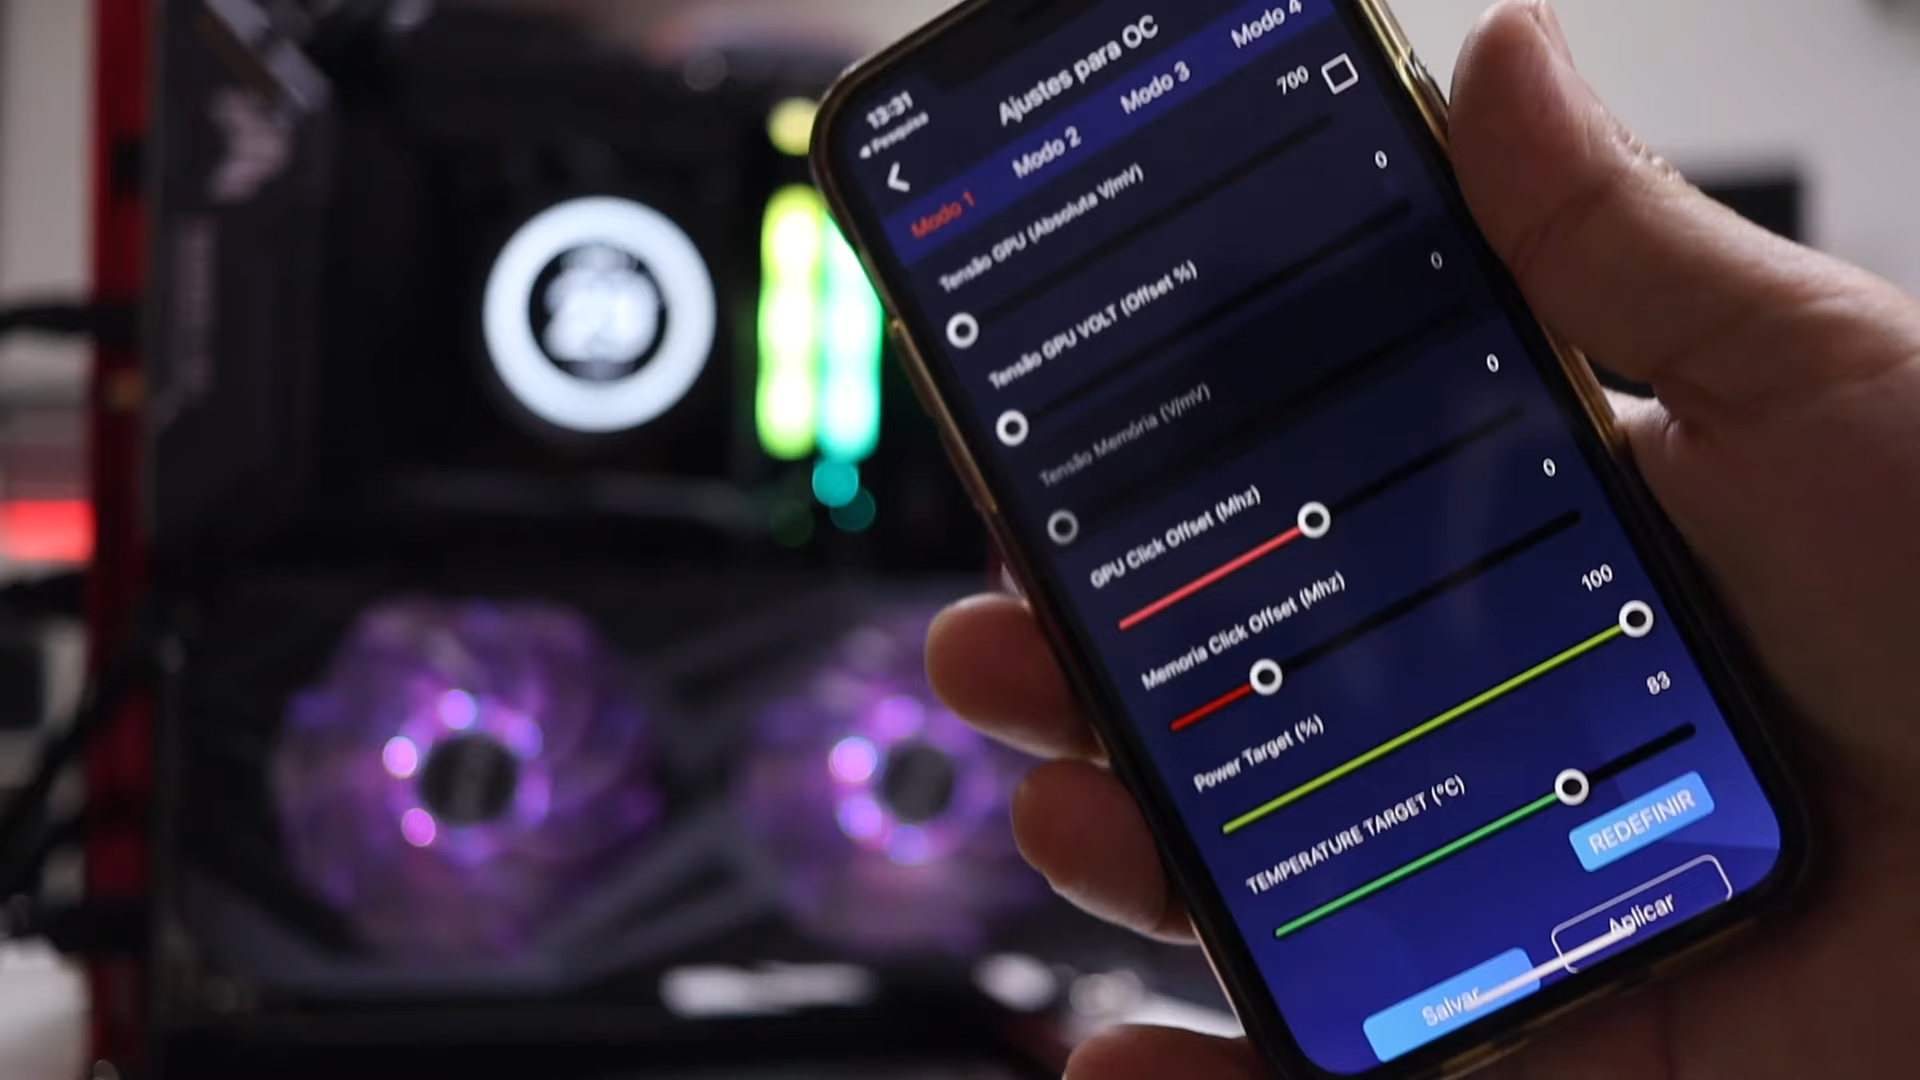 13:31
◂ Pesquisa
Ajustes para OC
Modo 1 Modo 2 Modo 3 Modo 4
Tensão GPU (Absoluta V/mV) 700
Tensão GPU VOLT (Offset %) 0
Tensão Memória (V/mV) 0
GPU Click Offset (Mhz) 0
Memoria Click Offset (Mhz) 0
Power Target (%) 100
TEMPERATURE TARGET (°C) 83
REDEFINIR
Aplicar
Salvar